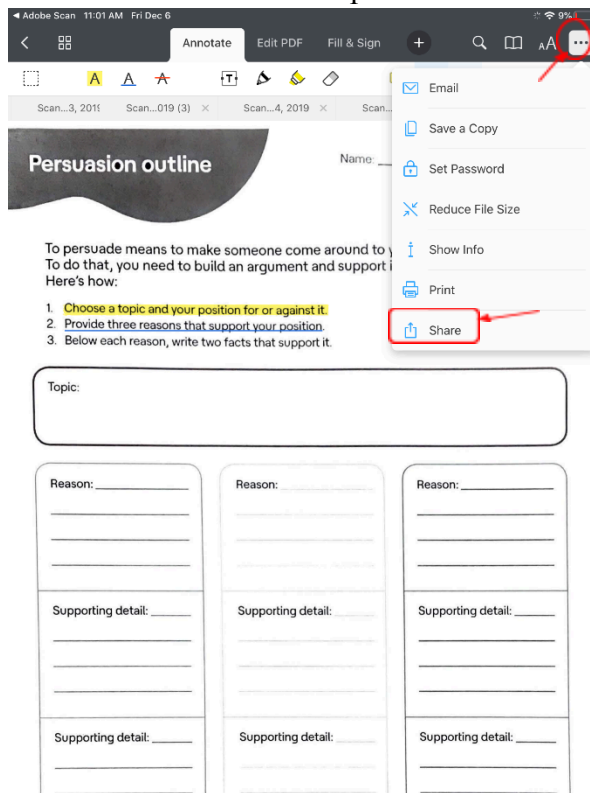 Adobe Scan 11:01 AM Fri Dec 6 9%
Annotate Edit PDF Fill & Sign + AA
A A A T
Scan...3, 2019 Scan...019 (3) × Scan...4, 2019 × Scan...
Email
Save a Copy
Set Password
Reduce File Size
Show Info
Print
Share
Persuasion outline Name:
To persuade means to make someone come around to
To do that, you need to build an argument and support
Here's how:
1. Choose a topic and your position for or against it.
2. Provide three reasons that support your position.
3. Below each reason, write two facts that support it.
Topic:
Reason: Reason: Reason:
Supporting detail: Supporting detail: Supporting detail:
Supporting detail: Supporting detail: Supporting detail: